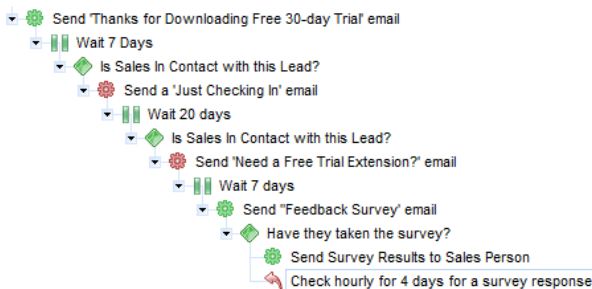 Send 'Thanks for Downloading Free 30-day Trial' email
Wait 7 Days
Is Sales In Contact with this Lead?
Send a 'Just Checking In' email
Wait 20 days
Is Sales In Contact with this Lead?
Send 'Need a Free Trial Extension?' email
Wait 7 days
Send "Feedback Survey' email
Have they taken the survey?
Send Survey Results to Sales Person
Check hourly for 4 days for a survey response